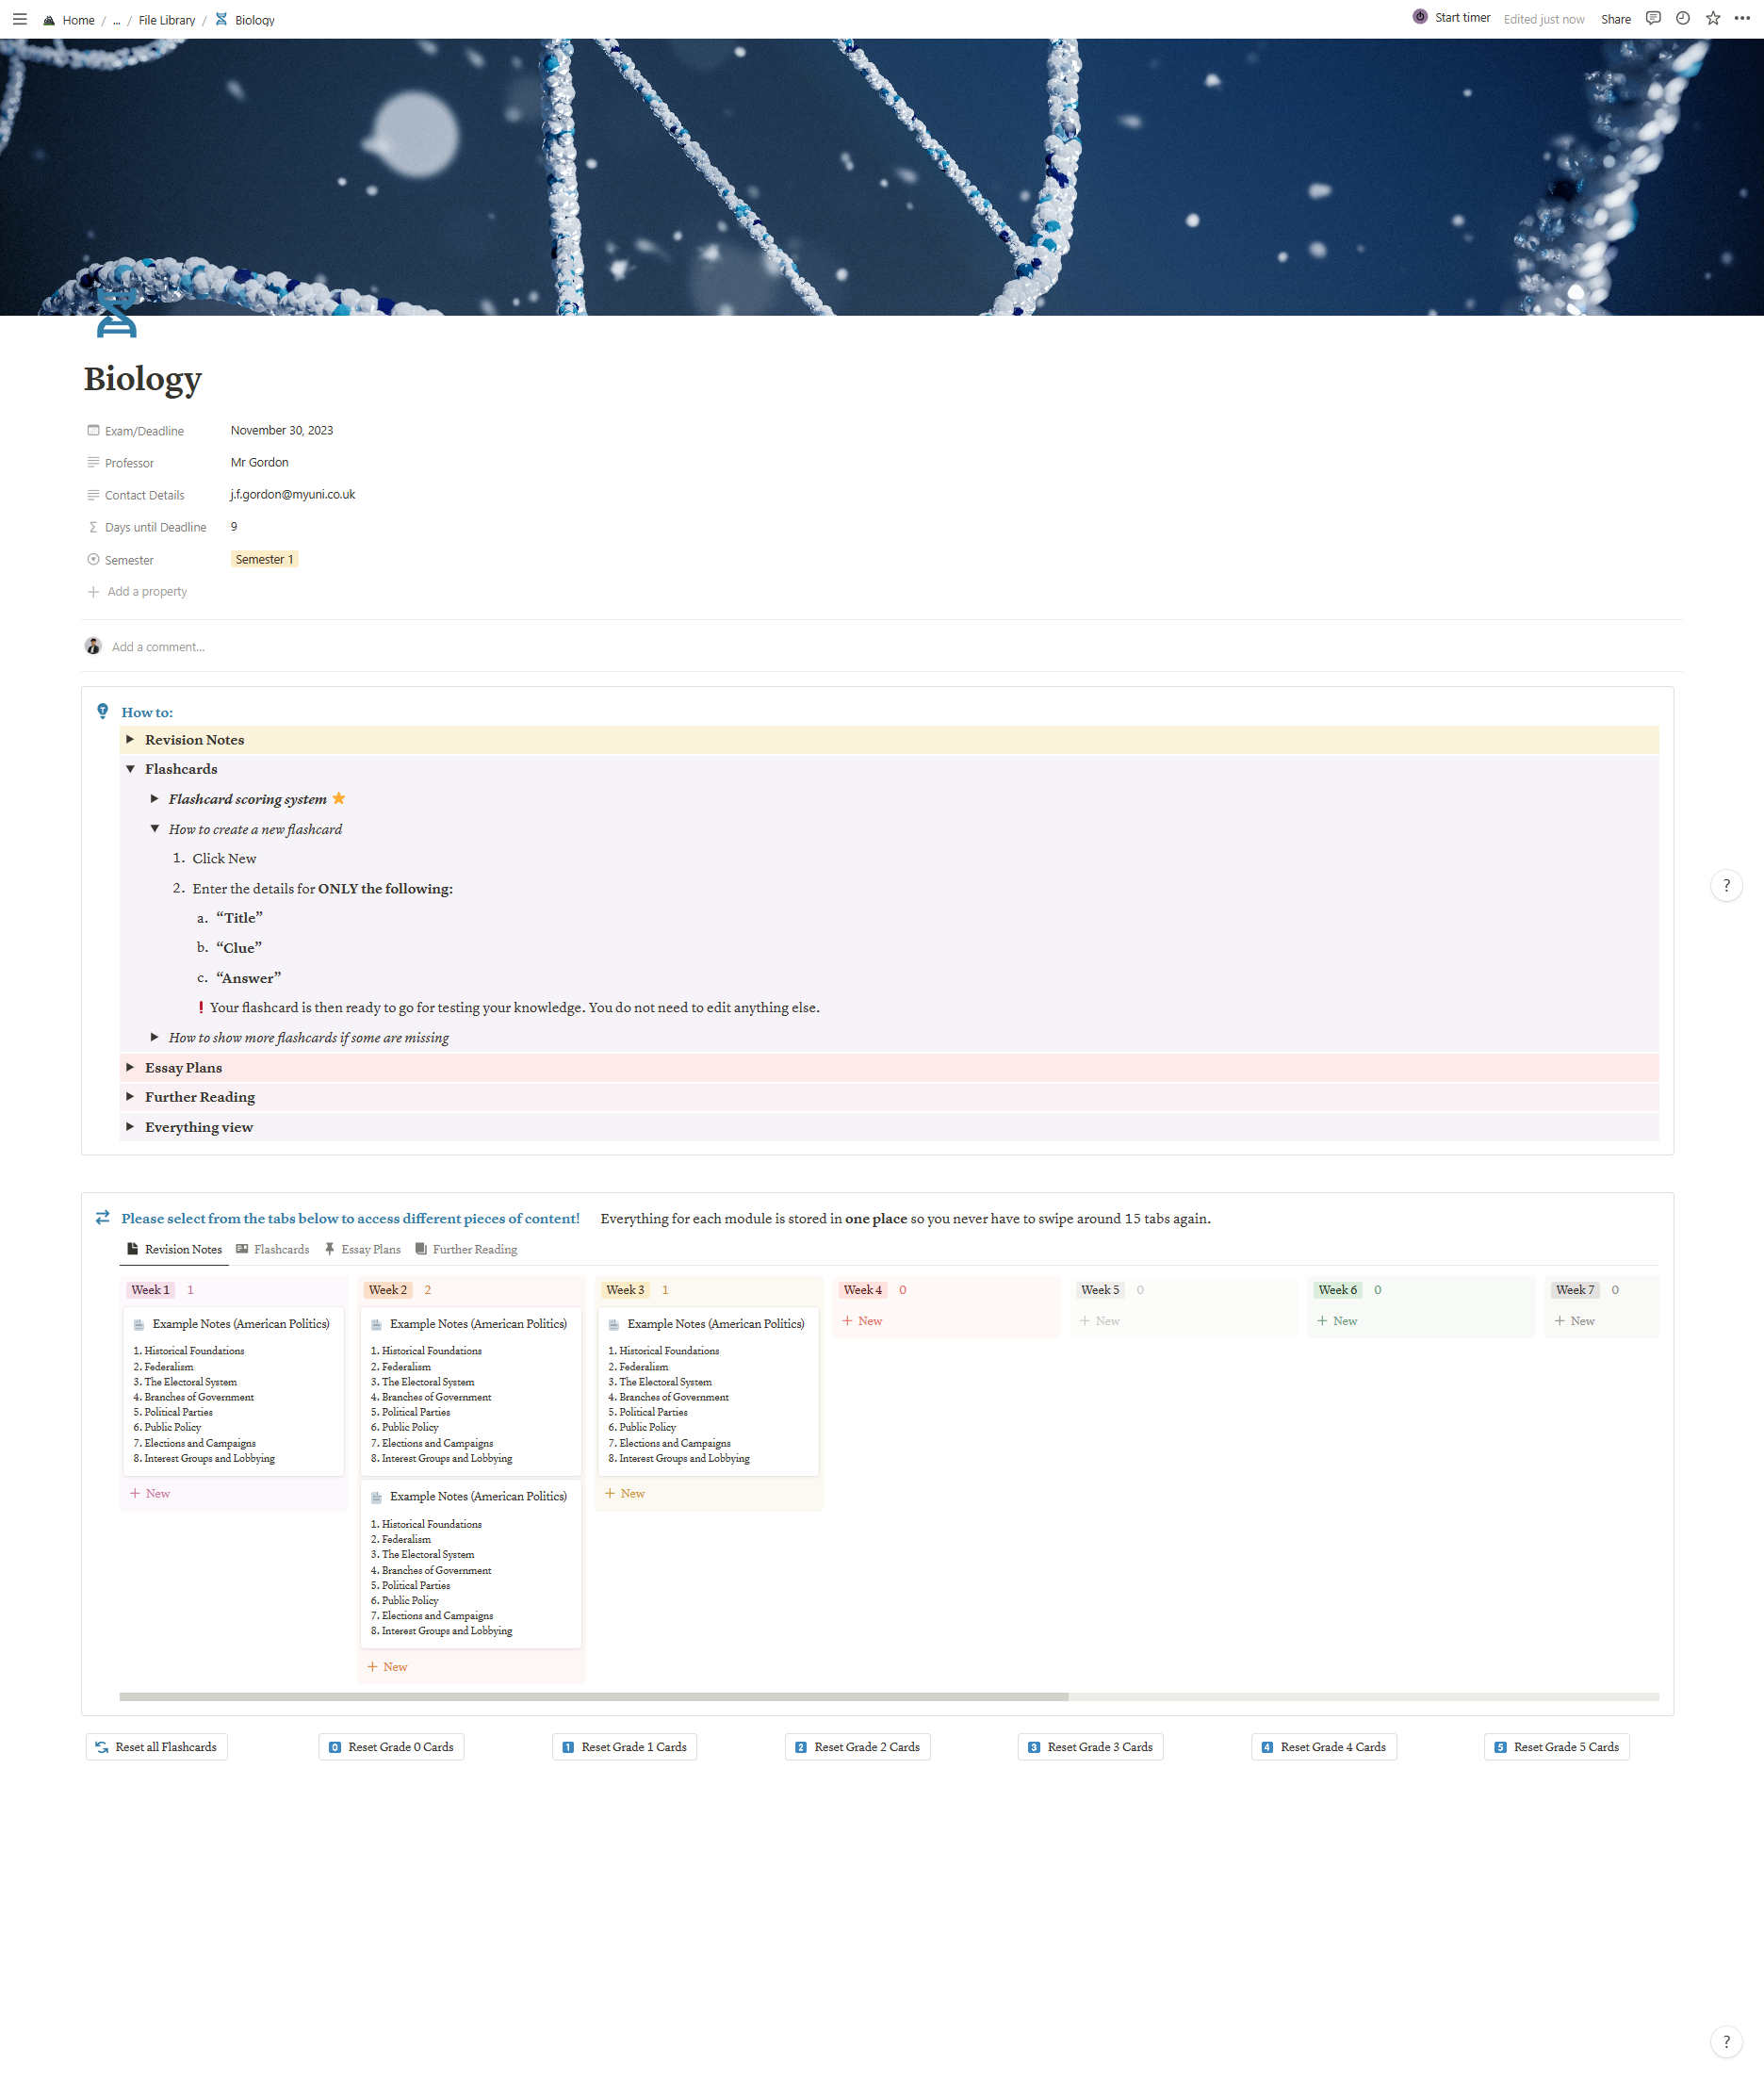 Home / ... / File Library / Biology
Start timer Edited just now Share
Biology
Exam/Deadline November 30, 2023
Professor Mr Gordon
Contact Details j.f.gordon@myuni.co.uk
Days until Deadline 9
Semester Semester 1
Add a property
Add a comment...
How to:
Revision Notes
Flashcards
Flashcard scoring system
How to create a new flashcard
1. Click New
2. Enter the details for ONLY the following:
a. “Title”
b. “Clue”
c. “Answer”
❗ Your flashcard is then ready to go for testing your knowledge. You do not need to edit anything else.
How to show more flashcards if some are missing
Essay Plans
Further Reading
Everything view
?
Please select from the tabs below to access different pieces of content! Everything for each module is stored in one place so you never have to swipe around 15 tabs again.
Revision Notes Flashcards Essay Plans Further Reading
Week 1 1
Example Notes (American Politics)
1. Historical Foundations
2. Federalism
3. The Electoral System
4. Branches of Government
5. Political Parties
6. Public Policy
7. Elections and Campaigns
8. Interest Groups and Lobbying
+ New
Week 2 2
Example Notes (American Politics)
1. Historical Foundations
2. Federalism
3. The Electoral System
4. Branches of Government
5. Political Parties
6. Public Policy
7. Elections and Campaigns
8. Interest Groups and Lobbying
Example Notes (American Politics)
1. Historical Foundations
2. Federalism
3. The Electoral System
4. Branches of Government
5. Political Parties
6. Public Policy
7. Elections and Campaigns
8. Interest Groups and Lobbying
+ New
Week 3 1
Example Notes (American Politics)
1. Historical Foundations
2. Federalism
3. The Electoral System
4. Branches of Government
5. Political Parties
6. Public Policy
7. Elections and Campaigns
8. Interest Groups and Lobbying
+ New
Week 4 0
+ New
Week 5 0
+ New
Week 6 0
+ New
Week 7 0
+ New
Reset all Flashcards
0 Reset Grade 0 Cards
1 Reset Grade 1 Cards
2 Reset Grade 2 Cards
3 Reset Grade 3 Cards
4 Reset Grade 4 Cards
5 Reset Grade 5 Cards
?